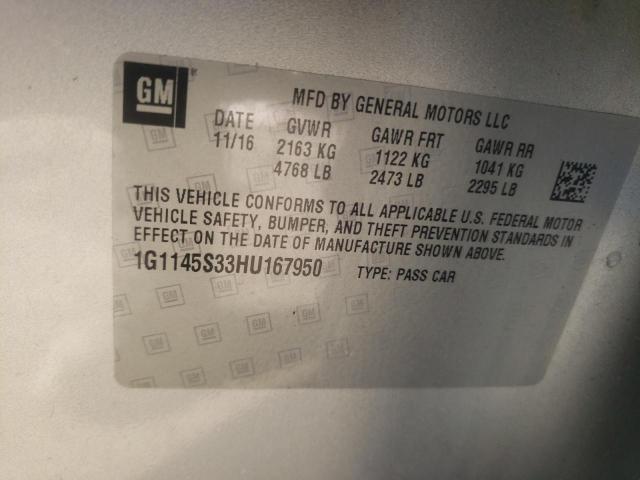 GM
MFD BY GENERAL MOTORS LLC
DATE GVWR GAWR FRT GAWR RR
11/16 2163 KG 1122 KG 1041 KG
4768 LB 2473 LB 2295 LB
THIS VEHICLE CONFORMS TO ALL APPLICABLE U.S. FEDERAL MOTOR
VEHICLE SAFETY, BUMPER, AND THEFT PREVENTION STANDARDS IN
EFFECT ON THE DATE OF MANUFACTURE SHOWN ABOVE.
1G1145S33HU167950 TYPE: PASS CAR